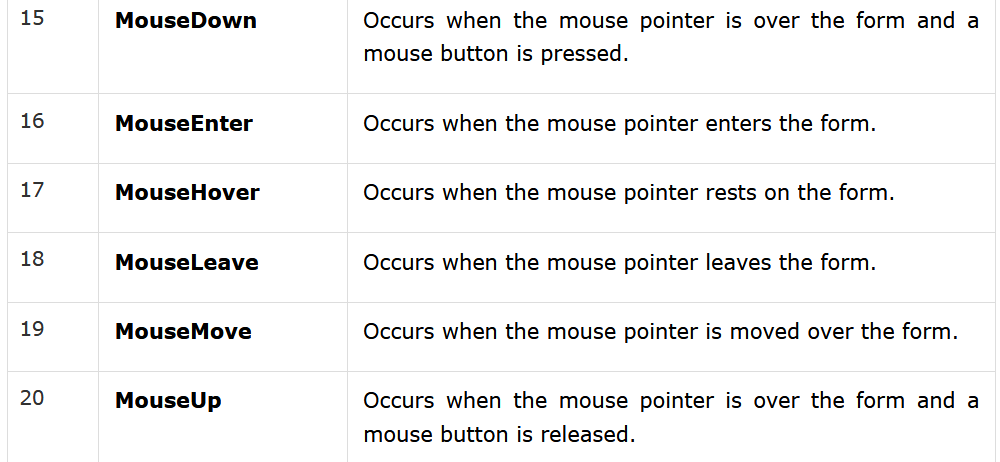 15 MouseDown Occurs when the mouse pointer is over the form and a
mouse button is pressed.
16 MouseEnter Occurs when the mouse pointer enters the form.
17 MouseHover Occurs when the mouse pointer rests on the form.
18 MouseLeave Occurs when the mouse pointer leaves the form.
19 MouseMove Occurs when the mouse pointer is moved over the form.
20 MouseUp Occurs when the mouse pointer is over the form and a
mouse button is released.